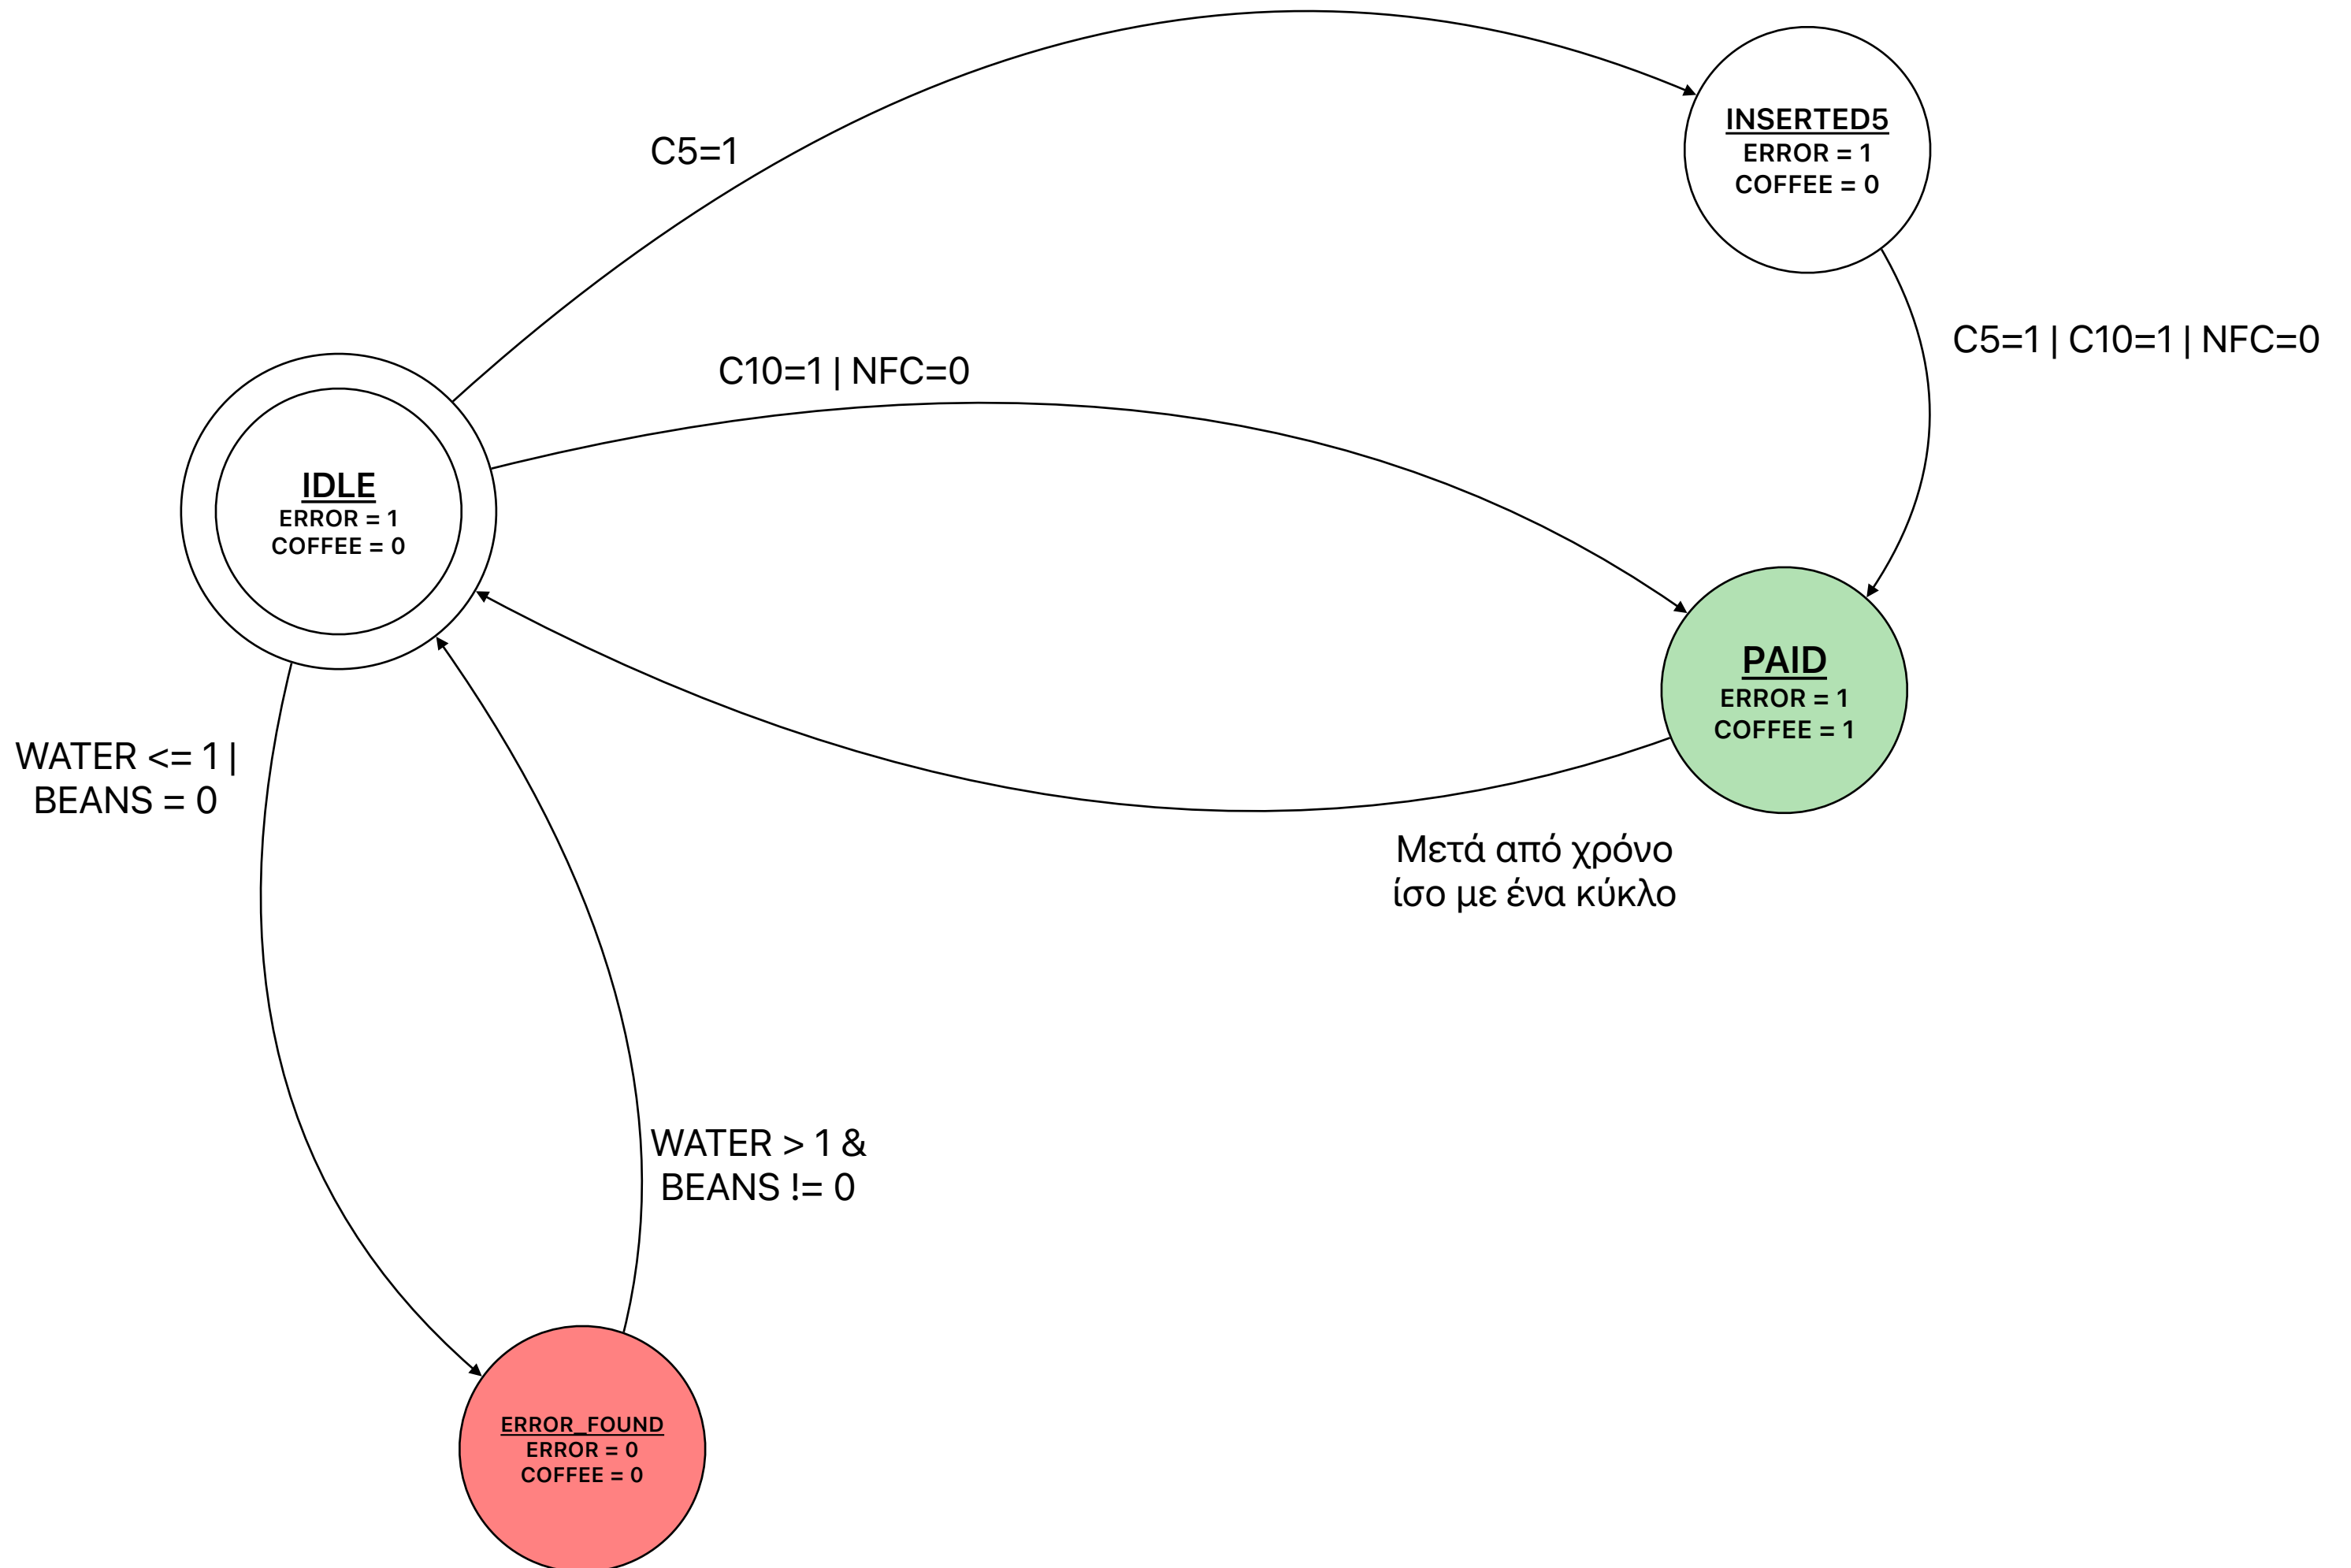 INSERTED5
ERROR = 1
COFFEE = 0
C5=1
C5=1 | C10=1 | NFC=0
C10=1 | NFC=0
IDLE
ERROR = 1
COFFEE = 0
PAID
ERROR = 1
COFFEE = 1
WATER <= 1 |
BEANS = 0
Μετά από χρόνο
ίσο με ένα κύκλο
WATER > 1 &
BEANS != 0
ERROR_FOUND
ERROR = 0
COFFEE = 0